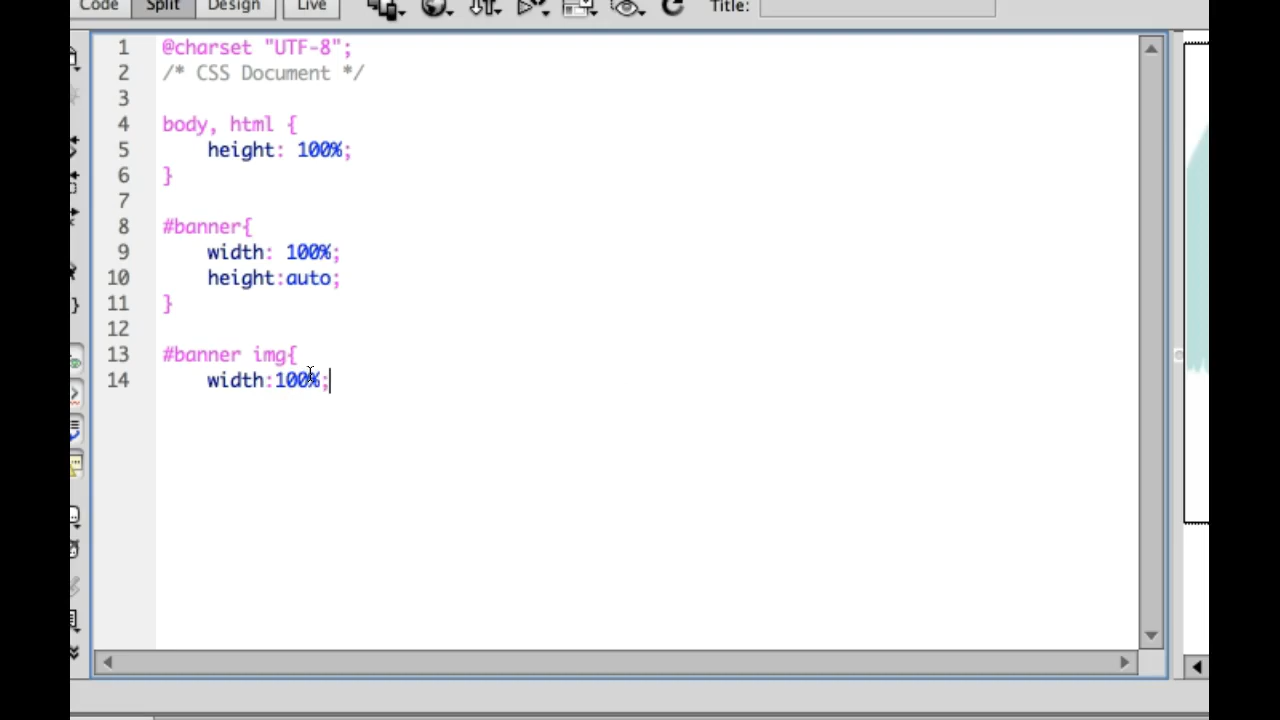 Code Split Design Live Title:
1 @charset "UTF-8";
2 /* CSS Document */
3
4 body, html {
5 height: 100%;
6 }
7
8 #banner{
9 width: 100%;
10 height:auto;
11 }
12
13 #banner img{
14 width:100%;